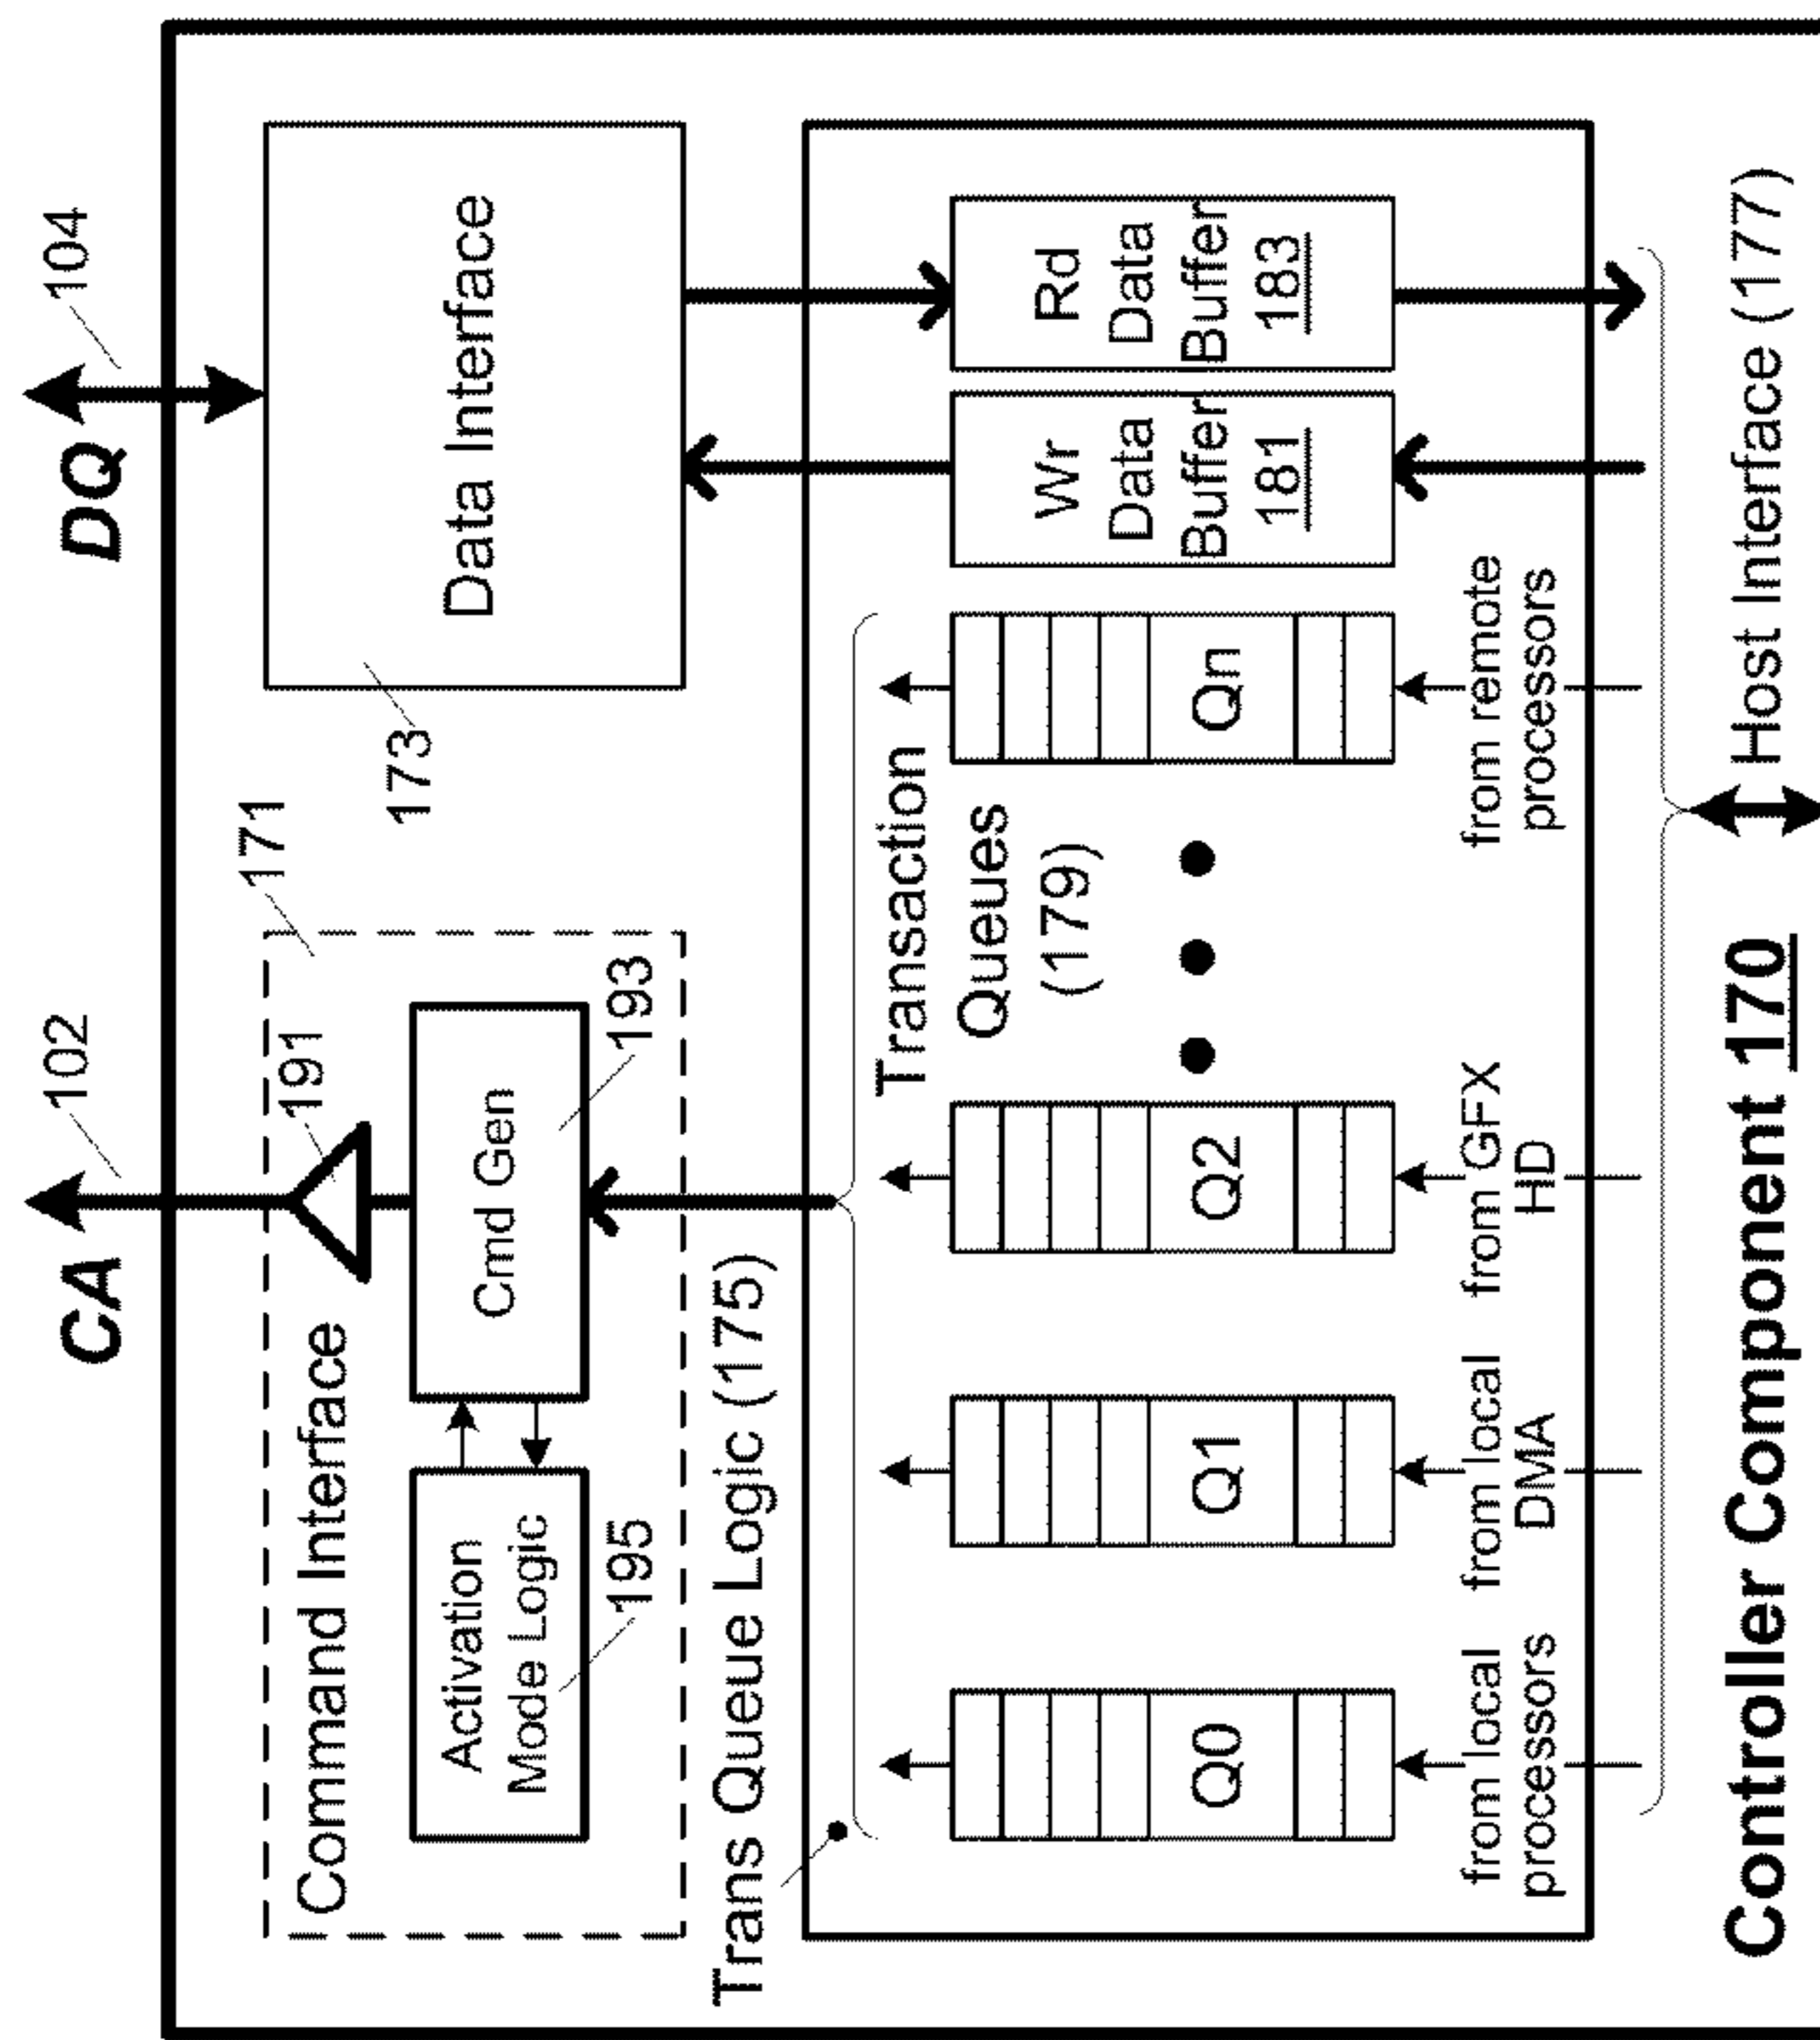 CA
102
DQ
104
171
191
Command Interface
Activation
Mode Logic
195
Cmd Gen
193
173
Data Interface
Trans Queue Logic (175)
Transaction
Queues
(179)
Q0
Q1
Q2
Qn
Wr
Data
Buffer
181
Rd
Data
Buffer
183
from local
processors
from local
DMA
from GFX
HD
from remote
processors
Controller Component 170
Host Interface (177)